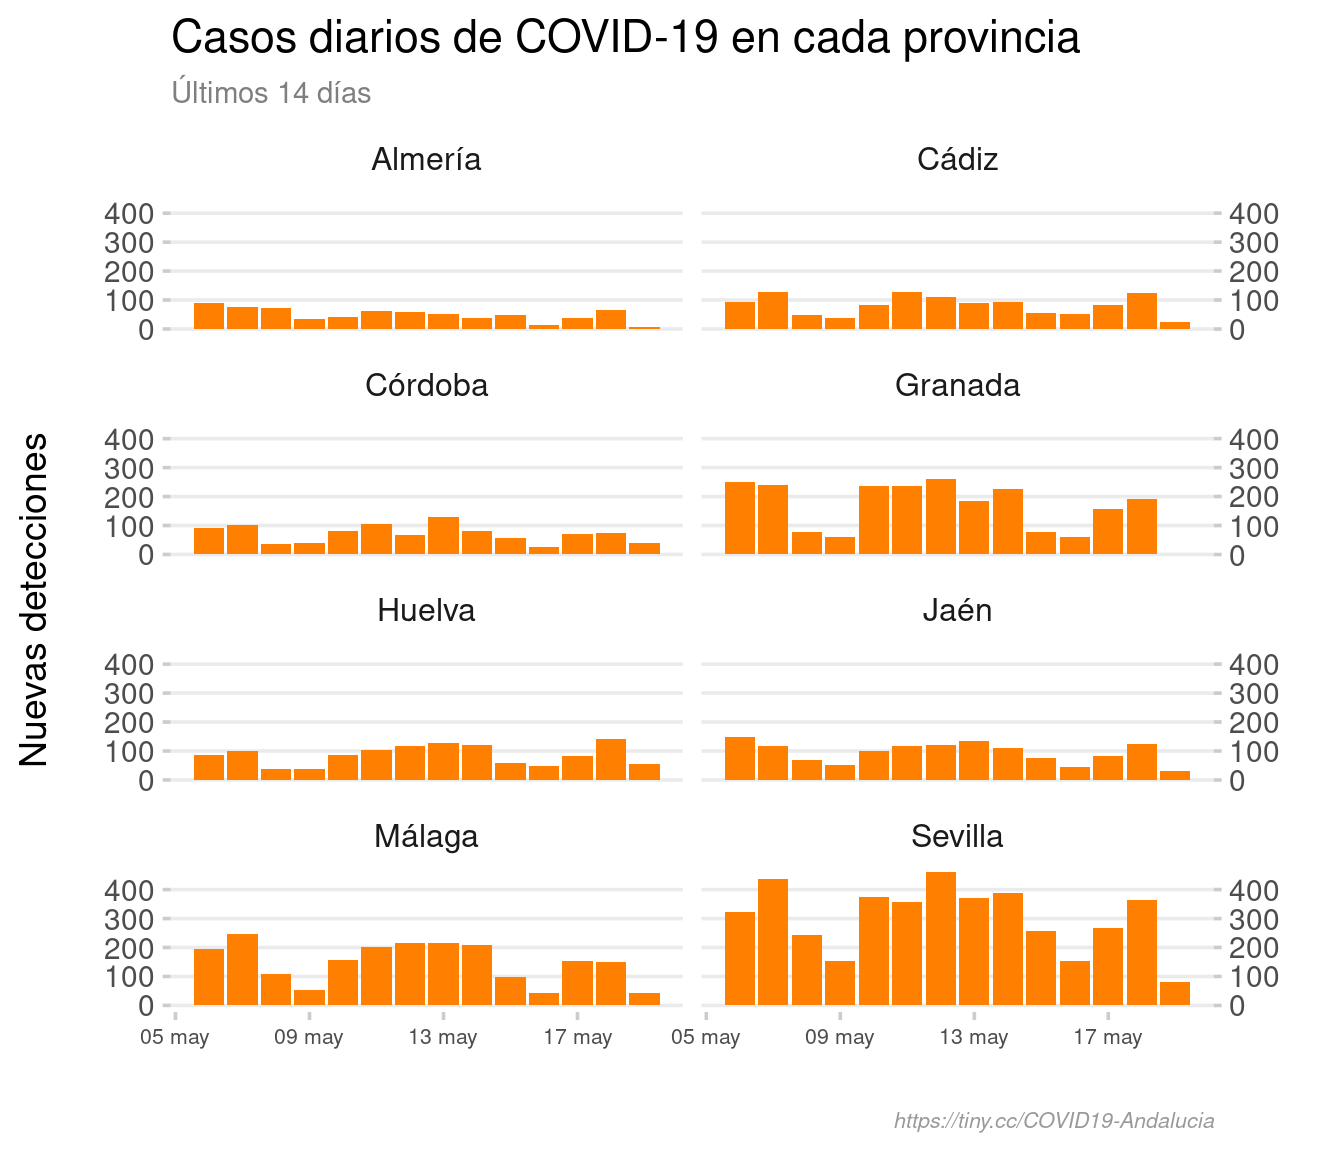 Casos diarios de COVID-19 en cada provincia
Últimos 14 días
Nuevas detecciones
Almería
Cádiz
400
300
200
100
0
400
300
200
100
0
Córdoba
Granada
400
300
200
100
0
400
300
200
100
0
Huelva
Jaén
400
300
200
100
0
400
300
200
100
0
Málaga
Sevilla
400
300
200
100
0
400
300
200
100
0
05 may 09 may 13 may 17 may
05 may 09 may 13 may 17 may
https://tiny.cc/COVID19-Andalucia